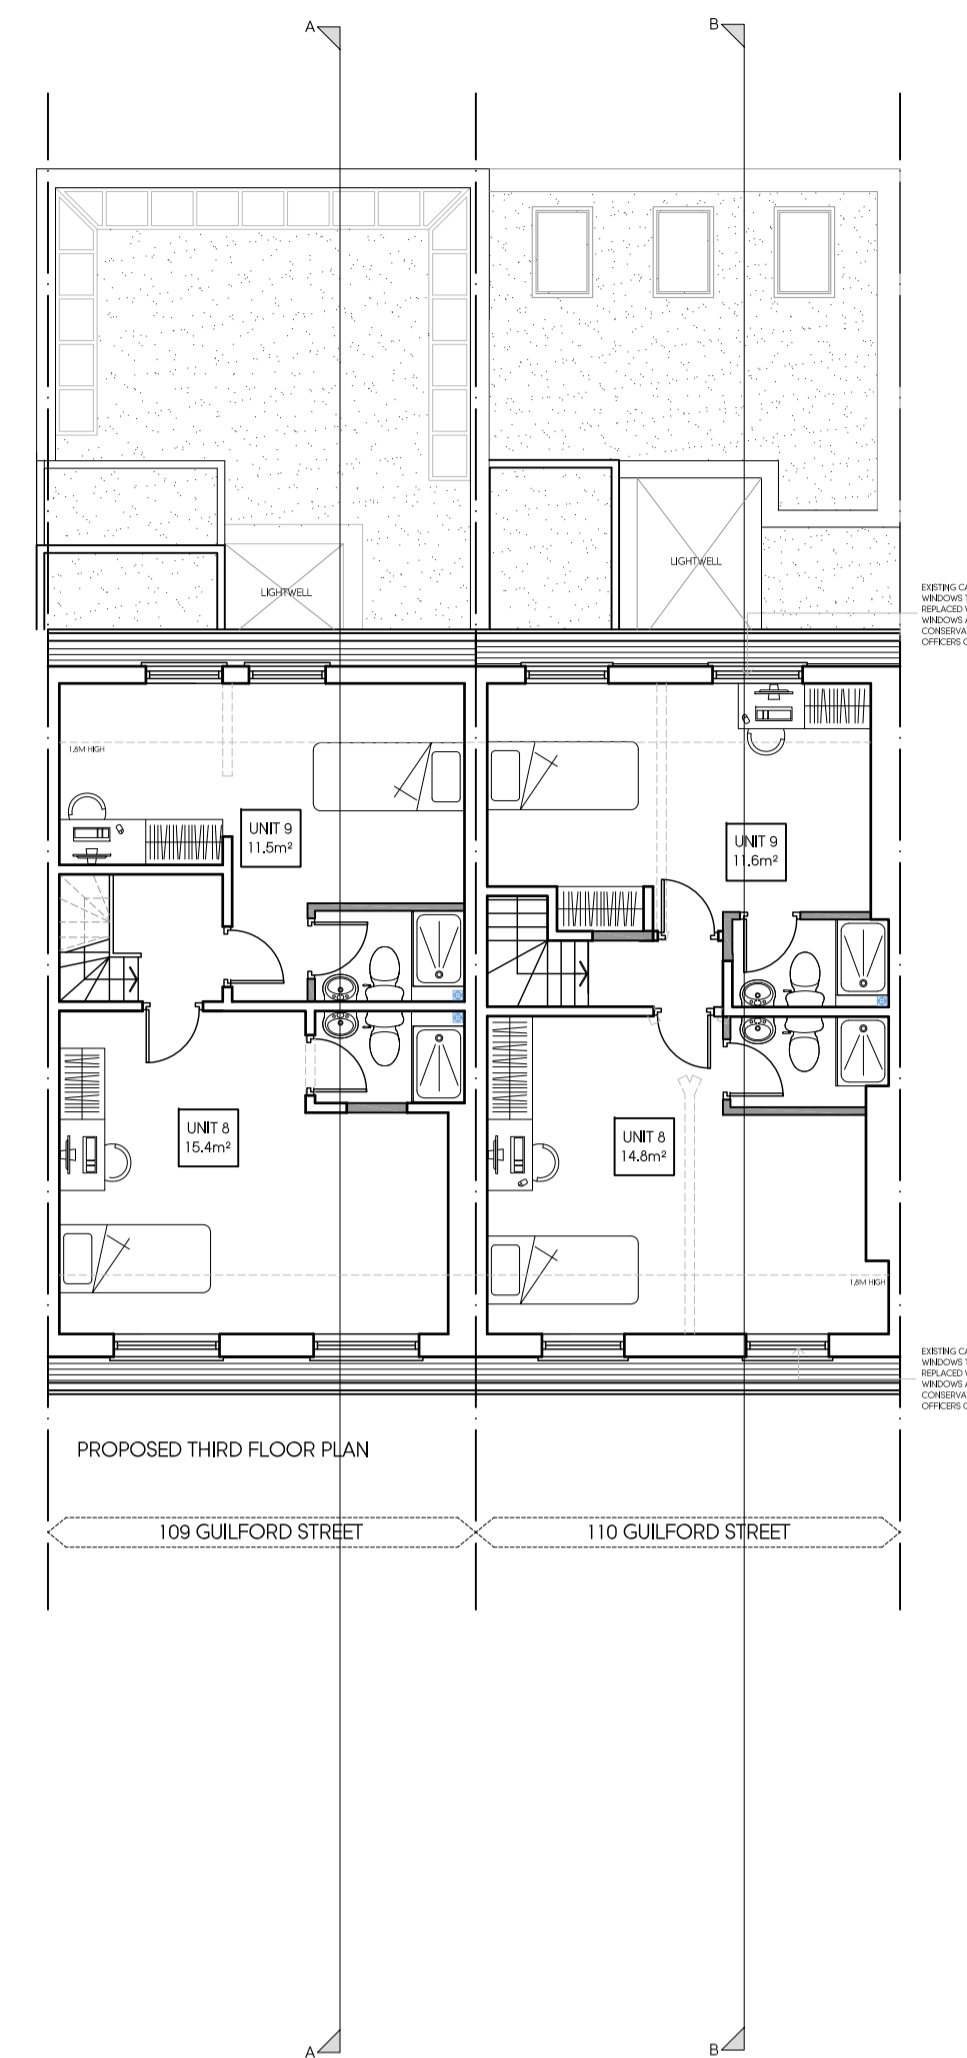 A
B
LIGHTWELL
LIGHTWELL
EXISTING
WINDOWS
REPLACED
WINDOWS
OFFICERS
1.8M HIGH
UNIT 9
11.5m²
UNIT 9
11.6m²
UNIT 8
15.4m²
UNIT 8
14.8m²
1.8M HIGH
EXISTING
WINDOWS
REPLACED
WINDOWS
OFFICERS
PROPOSED THIRD FLOOR PLAN
109 GUILFORD STREET
110 GUILFORD STREET
A
B